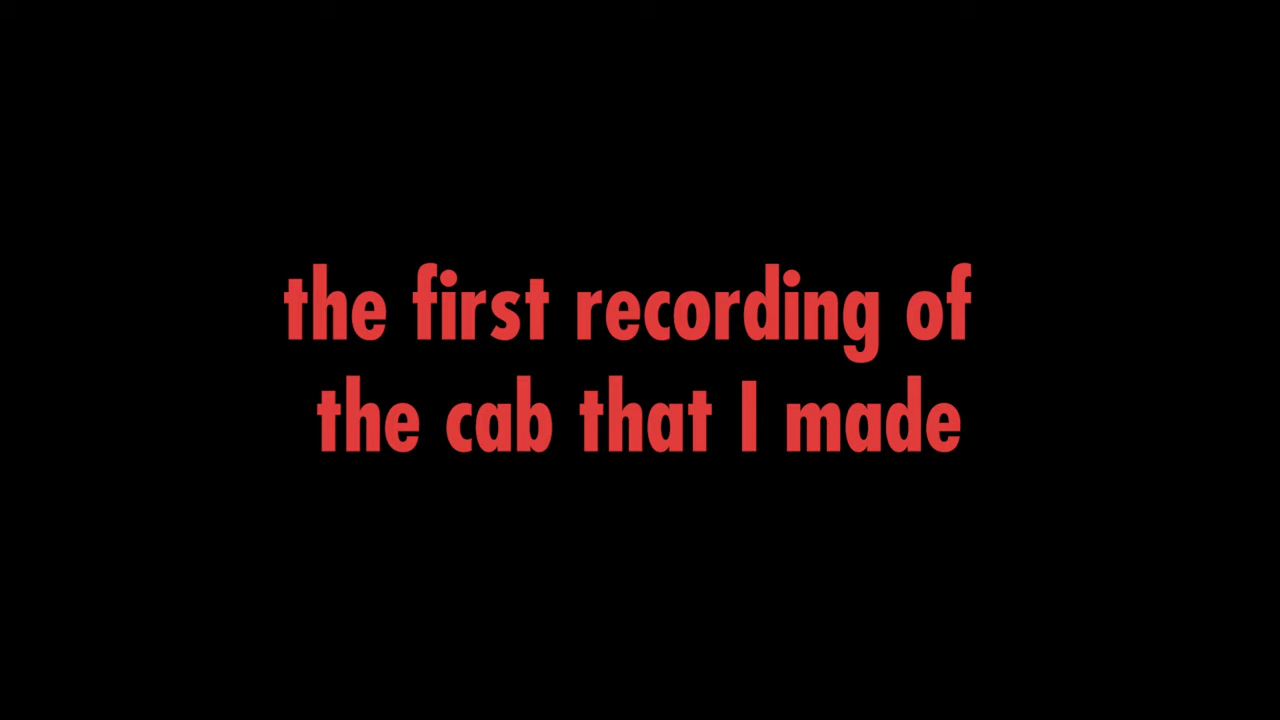 the first recording of
the cab that I made